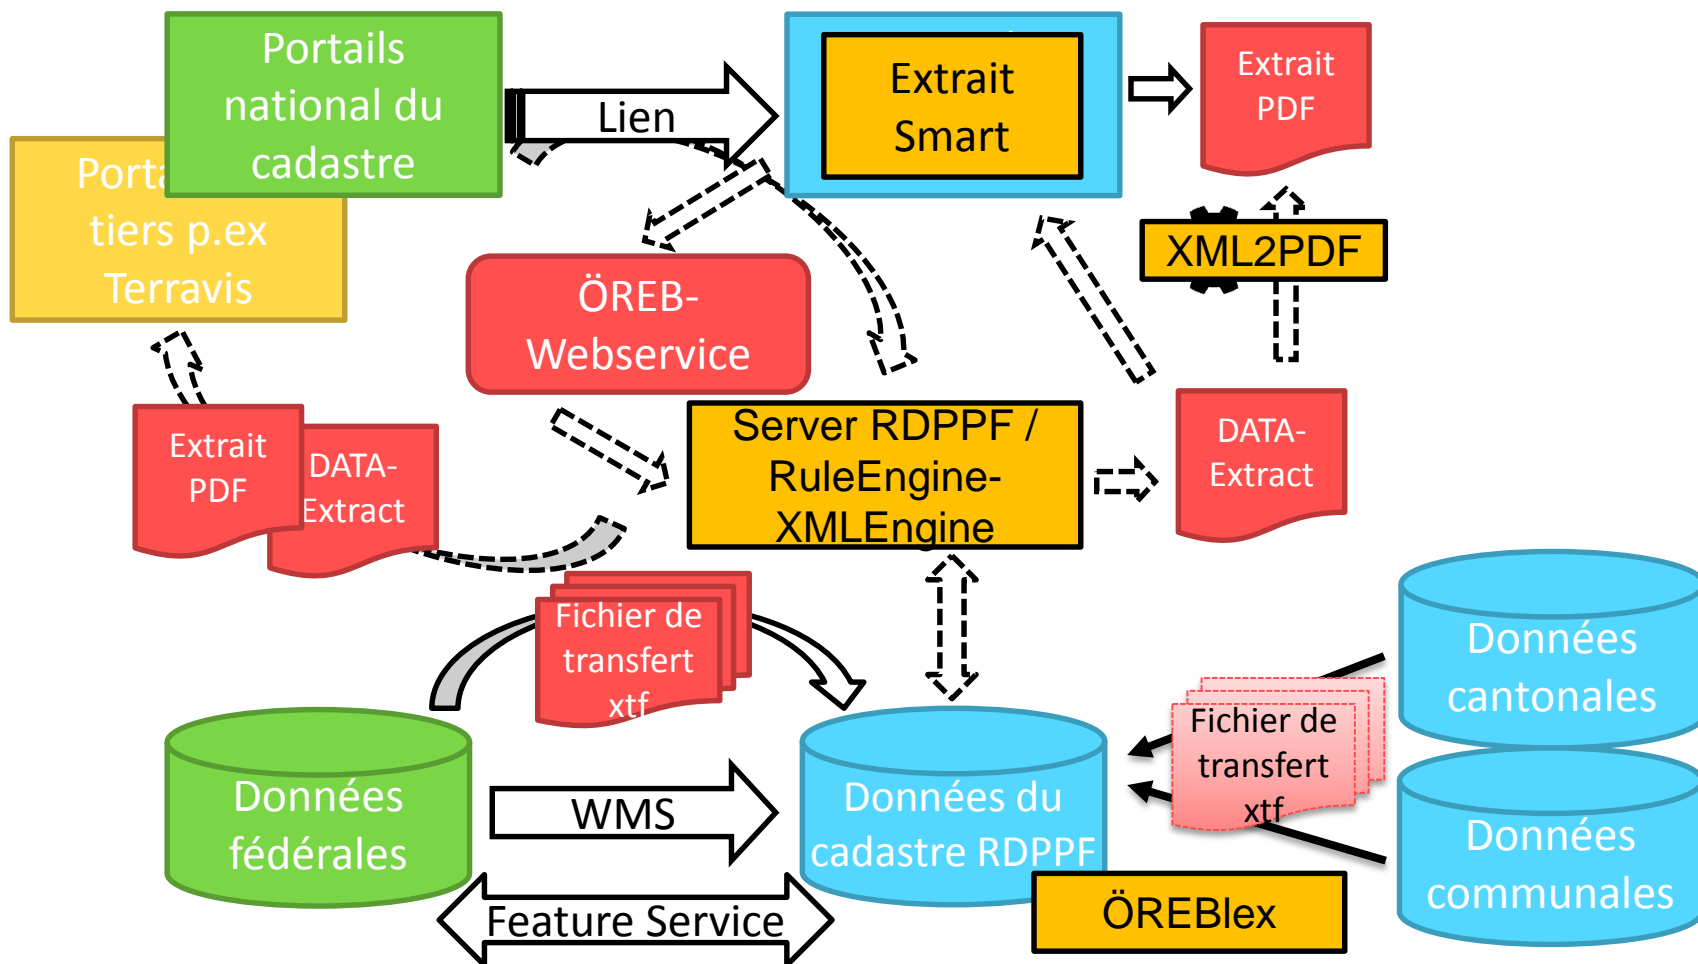 Portails
national du
cadastre
Lien
Extrait
Smart
Extrait
PDF
Porta
tiers p.ex
Terravis
XML2PDF
ÖREB-
Webservice
Extrait
PDF
DATA-
Extract
Server RDPPF /
RuleEngine-
XMLEngine
DATA-
Extract
Fichier de
transfert
xtf
Données
cantonales
Fichier de
transfert
xtf
Données
fédérales
WMS
Données du
cadastre RDPPF
Données
communales
Feature Service
ÖREBlex